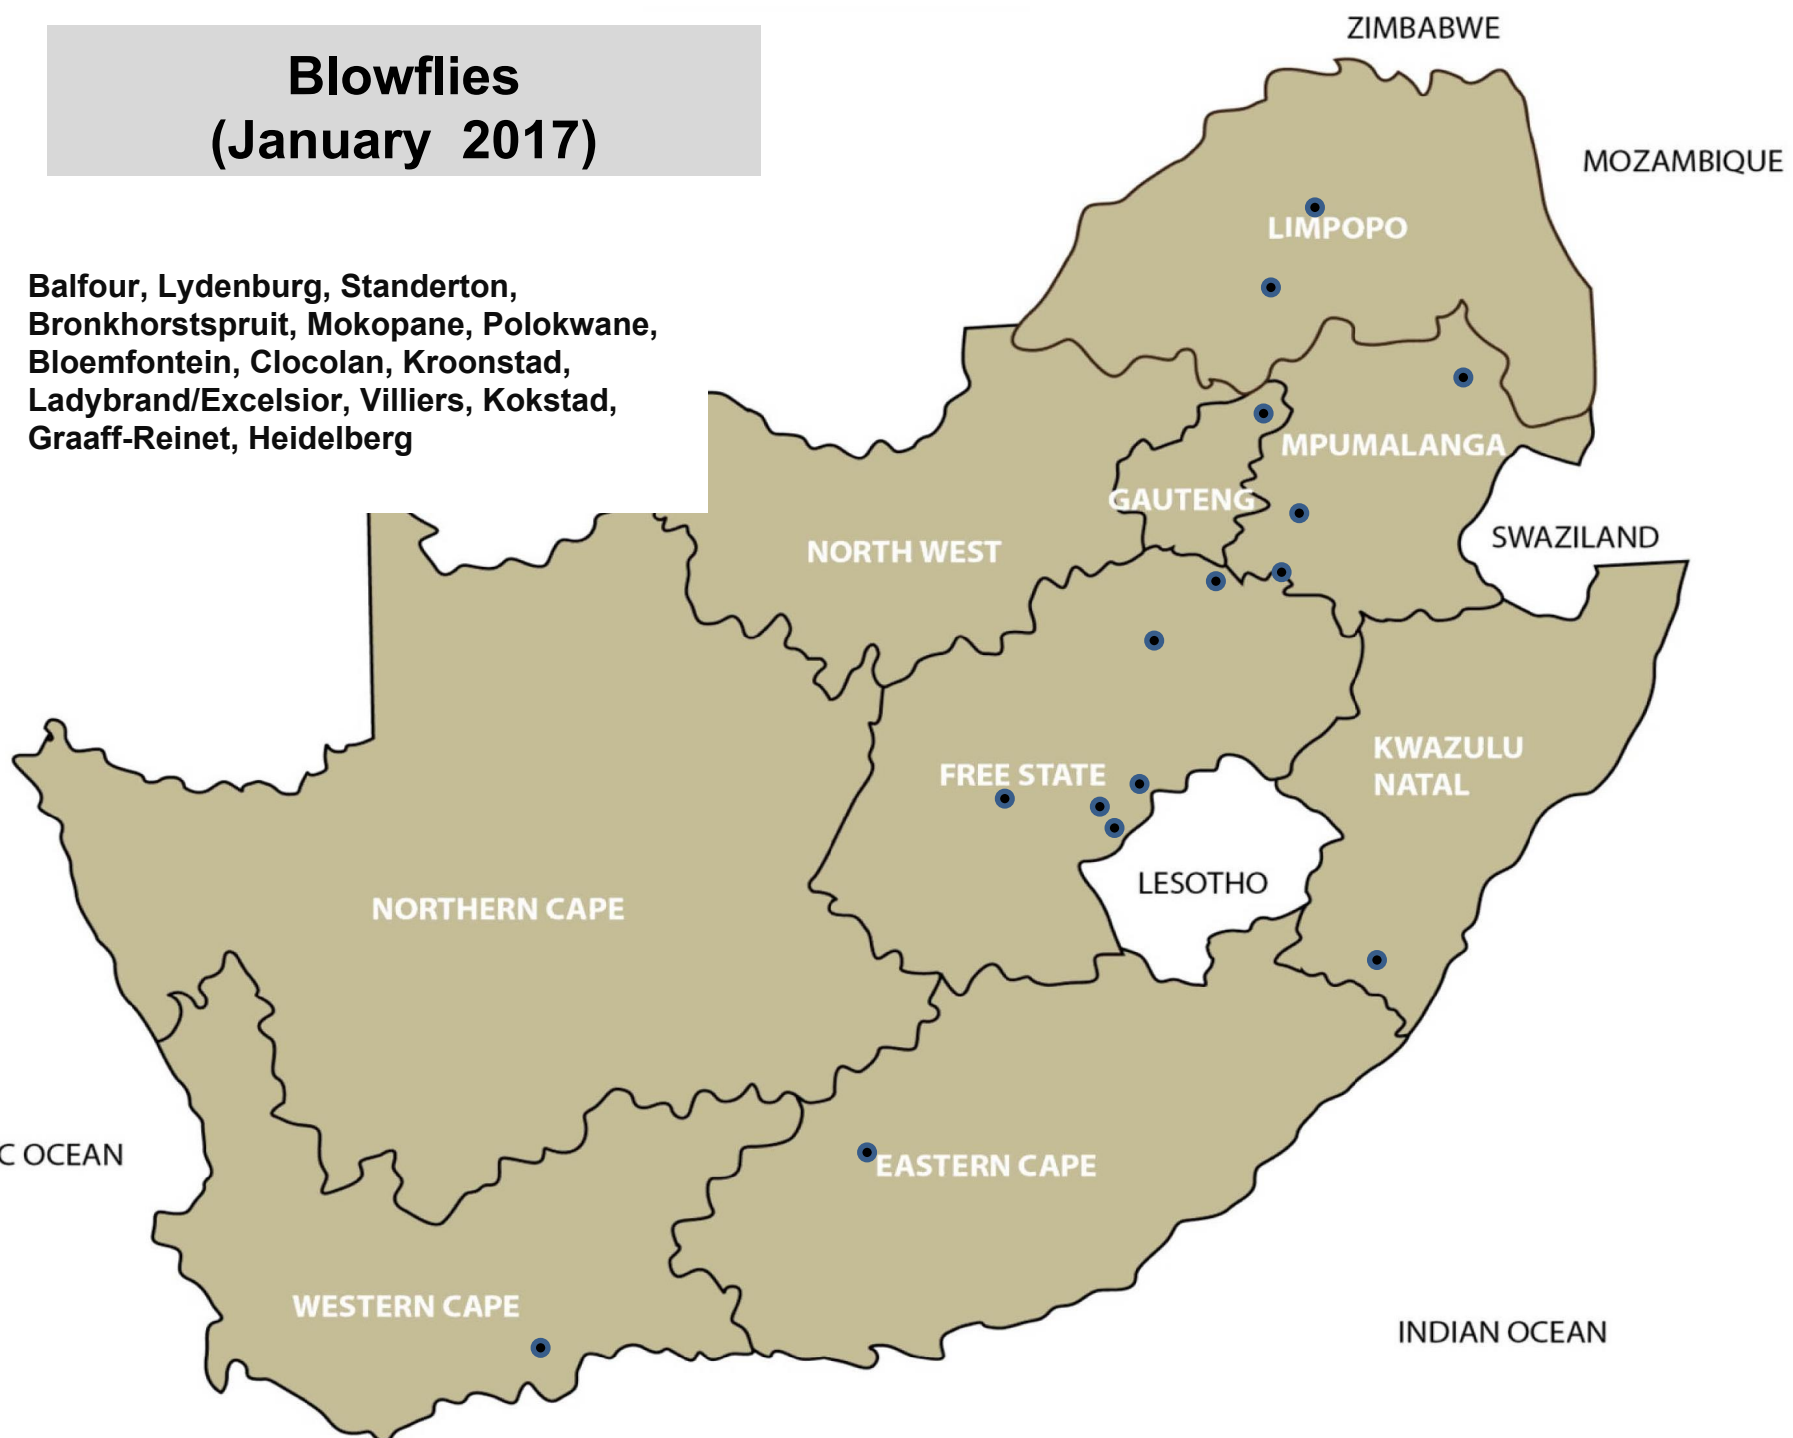 Blowflies
(January 2017)
Balfour, Lydenburg, Standerton,
Bronkhorstspruit, Mokopane, Polokwane,
Bloemfontein, Clocolan, Kroonstad,
Ladybrand/Excelsior, Villiers, Kokstad,
Graaff-Reinet, Heidelberg
ZIMBABWE
MOZAMBIQUE
LIMPOPO
MPUMALANGA
GAUTENG
SWAZILAND
NORTH WEST
KWAZULU
NATAL
FREE STATE
LESOTHO
NORTHERN CAPE
C OCEAN
EASTERN CAPE
WESTERN CAPE
INDIAN OCEAN